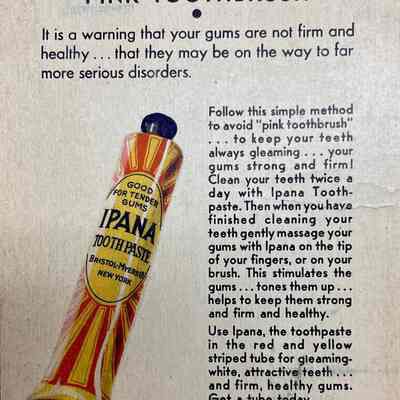 PINK TOOTHBRUSH
It is a warning that your gums are not firm and
healthy . . . that they may be on the way to far
more serious disorders.
GOOD
FOR TENDER
GUMS
IPANA
TOOTH PASTE
BRISTOL-MYERS CO.
NEW YORK
Follow this simple method
to avoid "pink toothbrush"
. . . to keep your teeth
always gleaming . . . your
gums strong and firm!
Clean your teeth twice a
day with Ipana Tooth-
paste. Then when you have
finished cleaning your
teeth gently massage your
gums with Ipana on the tip
of your fingers, or on your
brush. This stimulates the
gums . . . tones them up . . .
helps to keep them strong
and firm and healthy.
Use Ipana, the toothpaste
in the red and yellow
striped tube for gleaming-
white, attractive teeth . . .
and firm, healthy gums.
Get a tube today